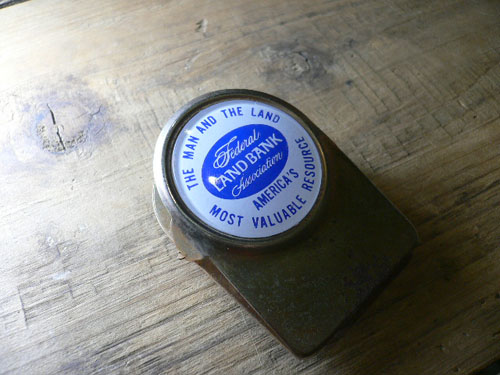 THE MAN AND THE LAND
AMERICA'S
MOST VALUABLE RESOURCE
Federal
LAND BANK
Association